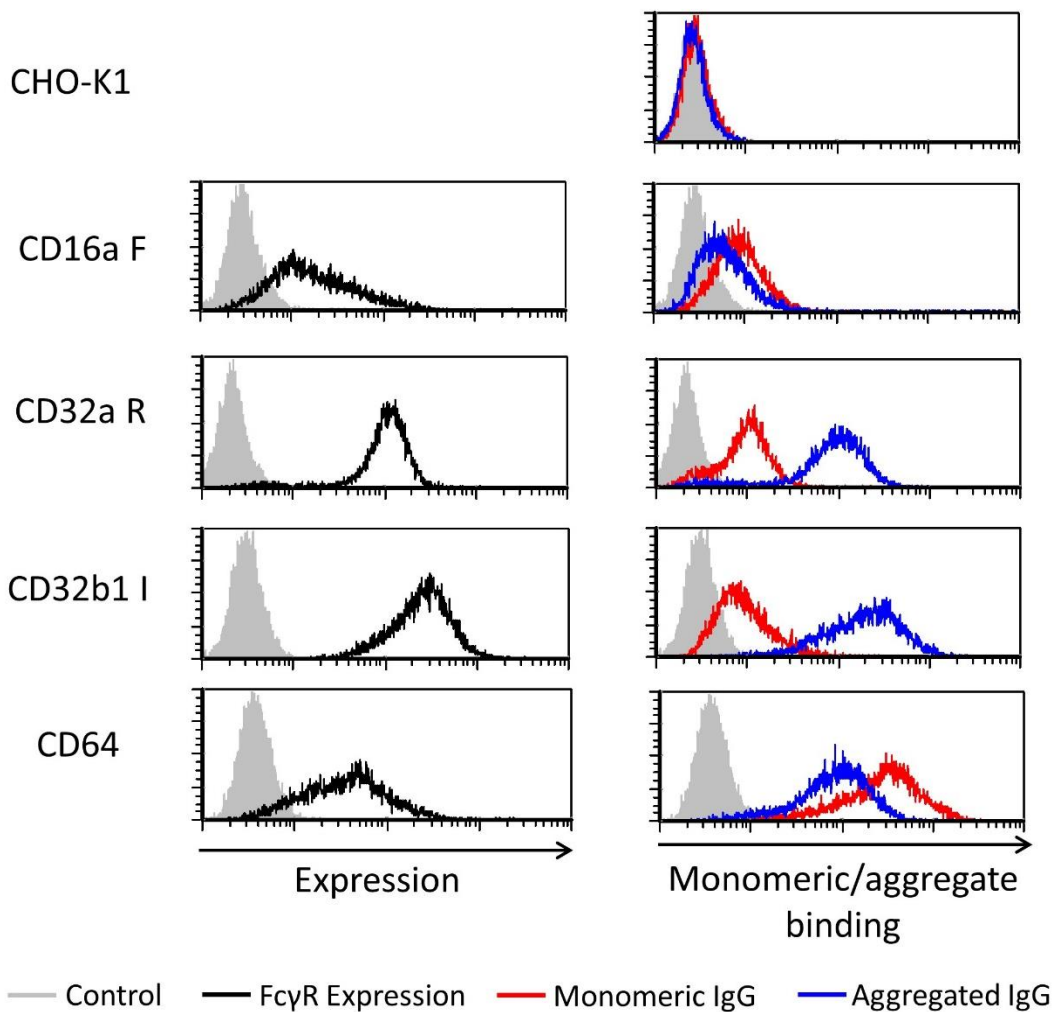 CHO-K1
CD16a F
CD32a R
CD32b1 I
CD64
Expression
Monomeric/aggregate
binding
Control
FcγR Expression
Monomeric IgG
Aggregated IgG